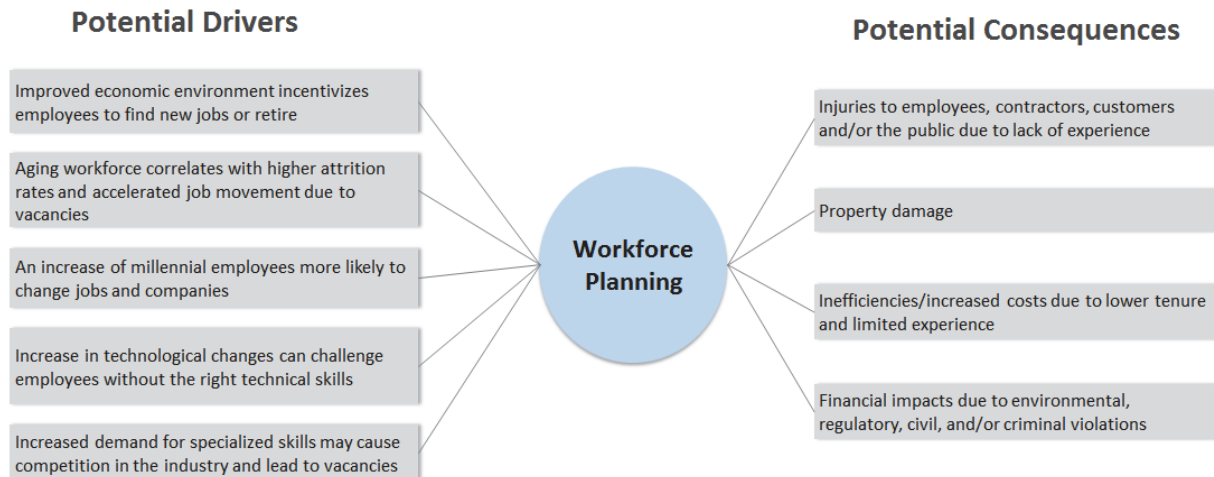 Potential Drivers
Improved economic environment incentivizes
employees to find new jobs or retire
Aging workforce correlates with higher attrition
rates and accelerated job movement due to
vacancies
An increase of millennial employees more likely to
change jobs and companies
Increase in technological changes can challenge
employees without the right technical skills
Increased demand for specialized skills may cause
competition in the industry and lead to vacancies
Workforce
Planning
Potential Consequences
Injuries to employees, contractors, customers
and/or the public due to lack of experience
Property damage
Inefficiencies/increased costs due to lower tenure
and limited experience
Financial impacts due to environmental,
regulatory, civil, and/or criminal violations